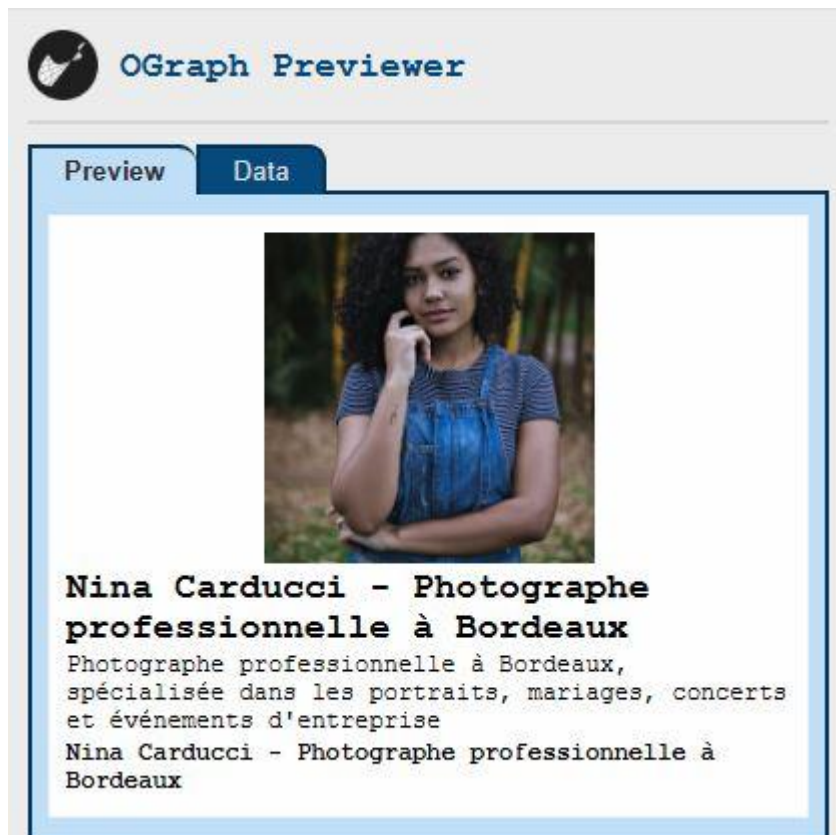 OGraph Previewer
Preview Data
Nina Carducci - Photographe
professionnelle à Bordeaux
Photographe professionnelle à Bordeaux,
spécialisée dans les portraits, mariages, concerts
et événements d'entreprise
Nina Carducci - Photographe professionnelle à
Bordeaux